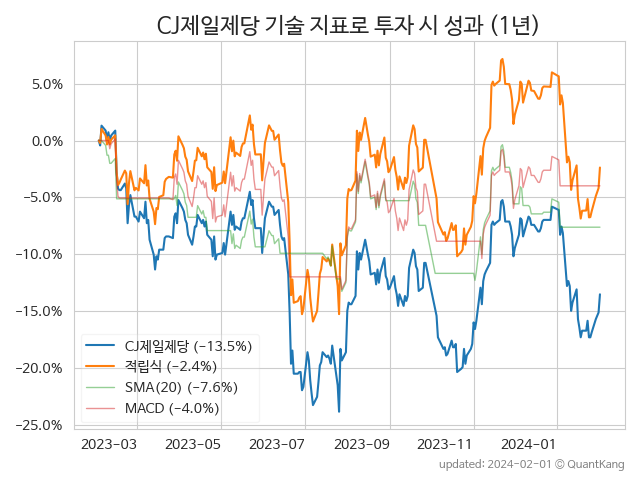 CJ제일제당 기술 지표로 투자 시 성과 (1년)
5.0%
0.0%
−5.0%
−10.0%
−15.0%
−20.0%
−25.0%
CJ제일제당 (−13.5%)
적립식 (−2.4%)
SMA(20) (−7.6%)
MACD (−4.0%)
2023-03 2023-05 2023-07 2023-09 2023-11 2024-01
updated: 2024-02-01 © QuantKang